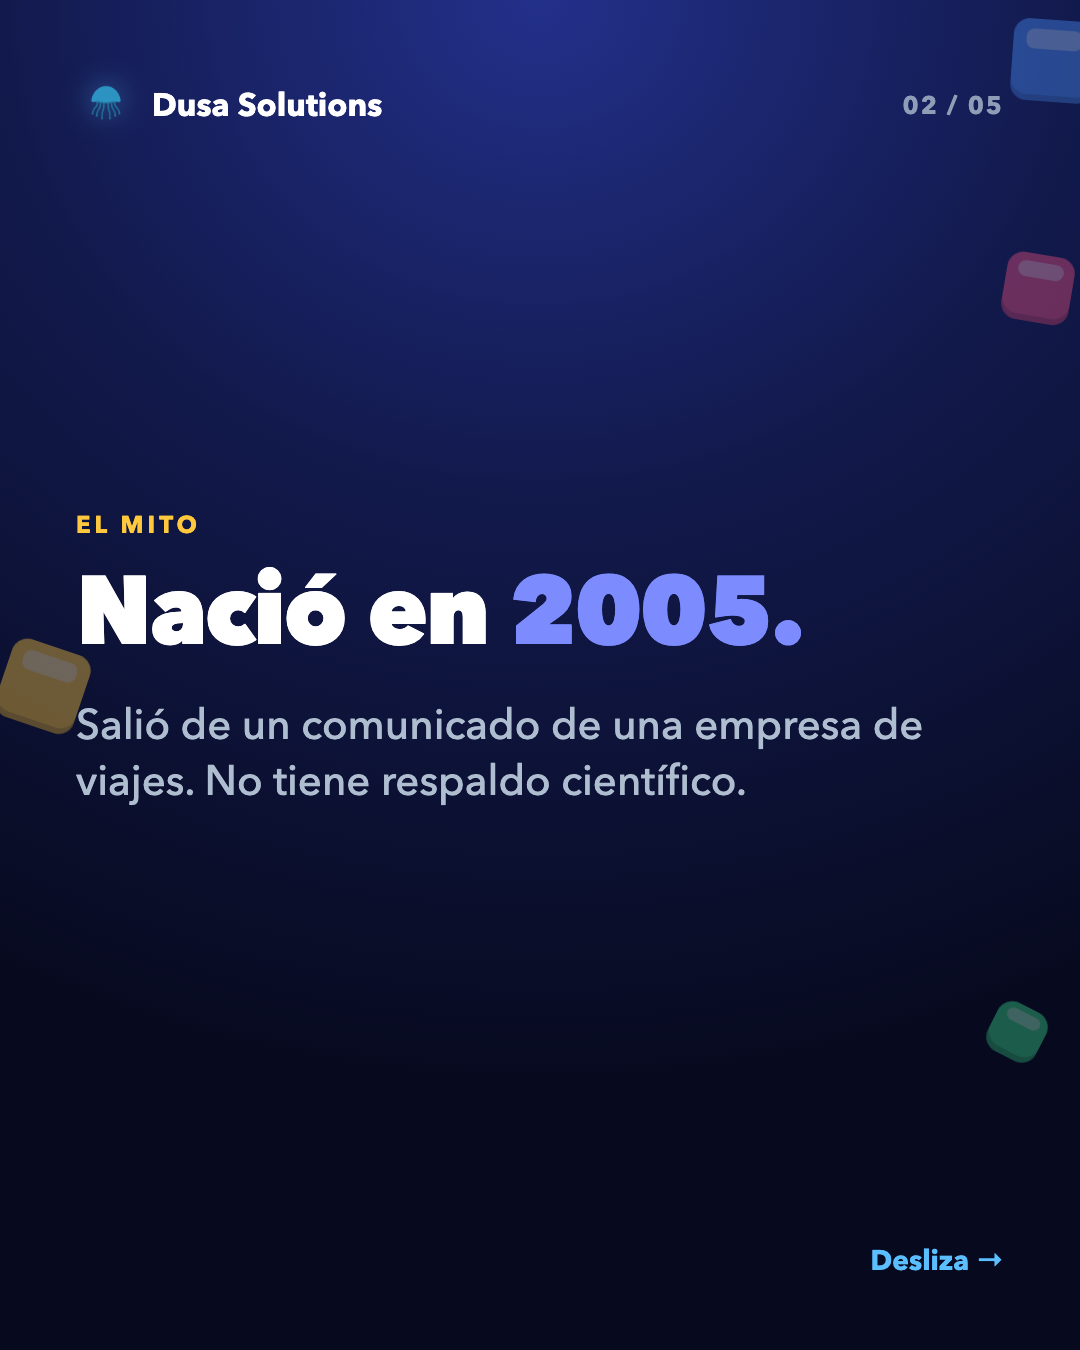 Dusa Solutions
02 / 05
EL MITO
Nació en 2005.
Salió de un comunicado de una empresa de
viajes. No tiene respaldo científico.
Desliza →